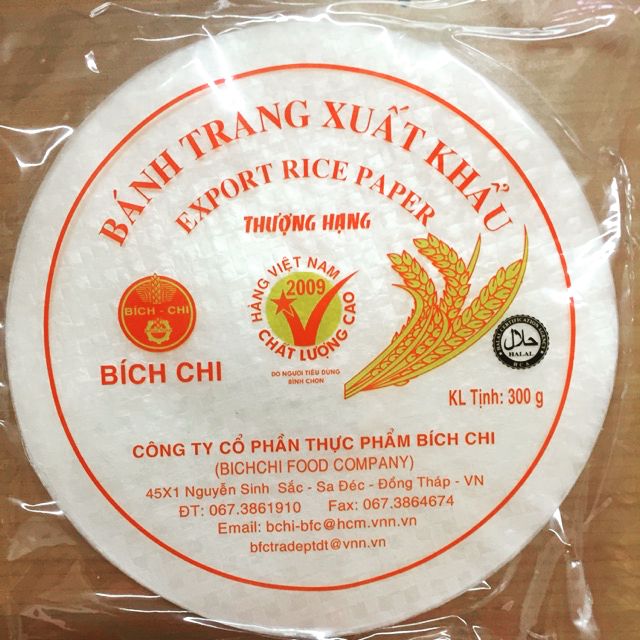 BÁNH TRANG XUẤT KHẨU
EXPORT RICE PAPER
THƯỢNG HẠNG
BÍCH - CHI
BÍCH CHI
HÀNG VIỆT NAM
2009
CHẤT LƯỢNG CAO
DO NGƯỜI TIÊU DÙNG
BÌNH CHỌN
حلال
HALAL
KL Tịnh: 300 g
CÔNG TY CỔ PHẦN THỰC PHẨM BÍCH CHI
(BICHCHI FOOD COMPANY)
45X1 Nguyễn Sinh Sắc - Sa Đéc - Đồng Tháp - VN
ĐT: 067.3861910 Fax: 067.3864674
Email: bchi-bfc@hcm.vnn.vn
bfctradeptdt@vnn.vn